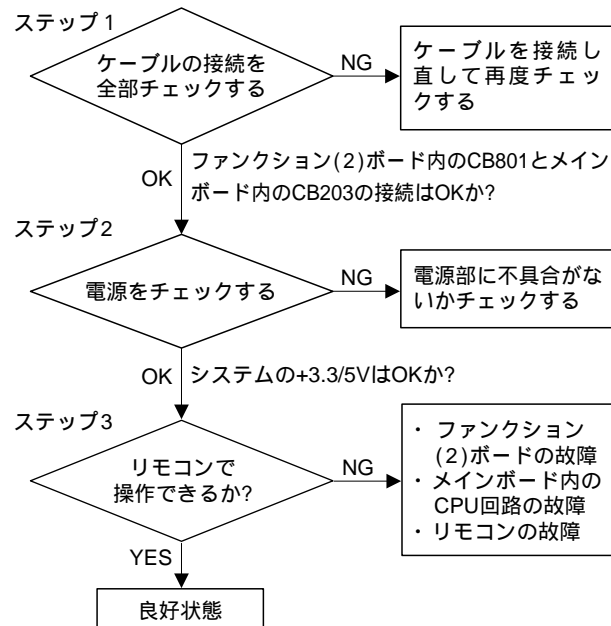 ステップ1
ケーブルの接続を
全部チェックする
NG
ケーブルを接続し
直して再度チェッ
クする
OK
ファンクション(2)ボード内のCB801とメイン
ボード内のCB203の接続はOKか?
ステップ2
電源をチェックする
NG
電源部に不具合がな
いかチェックする
OK
システムの+3.3/5VはOKか?
ステップ3
リモコンで
操作できるか?
NG
・ ファンクション
(2)ボードの故障
・ メインボード内の
CPU回路の故障
・ リモコンの故障
YES
良好状態